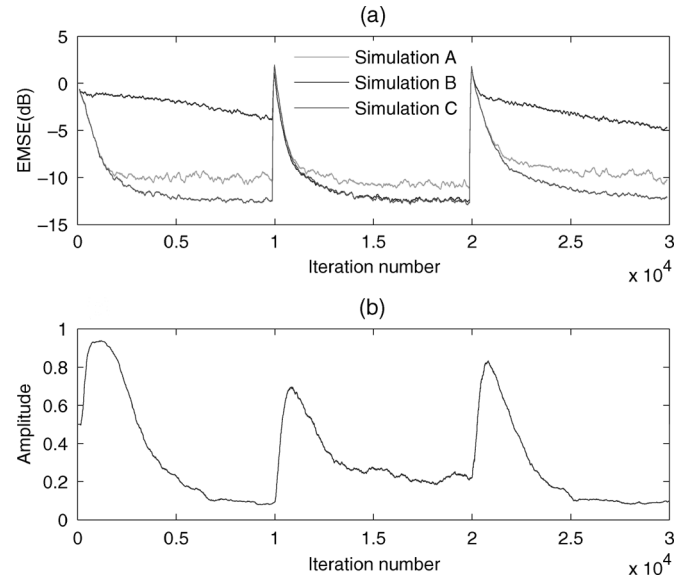 (a)
5
0
−5
−10
−15
EMSE(dB)
Simulation A
Simulation B
Simulation C
0
0.5
1
1.5
2
2.5
3
Iteration number
x 10^4
(b)
1
0.8
0.6
0.4
0.2
0
Amplitude
0
0.5
1
1.5
2
2.5
3
Iteration number
x 10^4